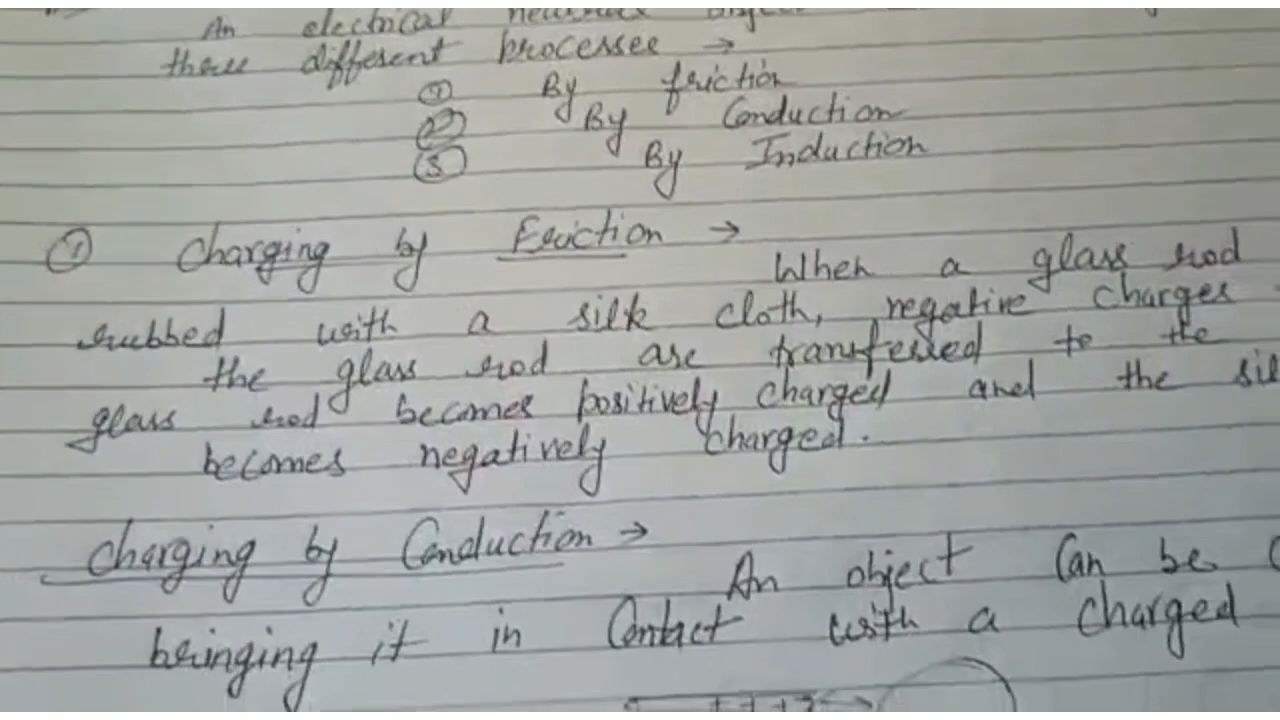 An electrical
three different processes →
① By friction
② By Conduction
③ By Induction
① Charging by Friction →
When a glass rod
rubbed with a silk cloth, negative charges
the glass rod are transferred to the
glass rod becomes positively charged and the
becomes negatively charged.
Charging by Conduction →
An object Can be
bringing it in Contact with a charged